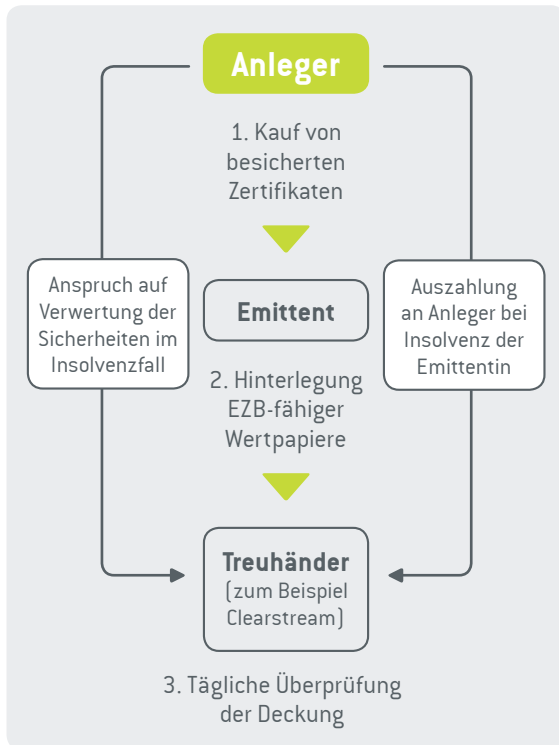 Anleger
1. Kauf von
besicherten
Zertifikaten
Anspruch auf
Verwertung der
Sicherheiten im
Insolvenzfall
Emittent
Auszahlung
an Anleger bei
Insolvenz der
Emittentin
2. Hinterlegung
EZB-fähiger
Wertpapiere
Treuhänder
(zum Beispiel
Clearstream)
3. Tägliche Überprüfung
der Deckung